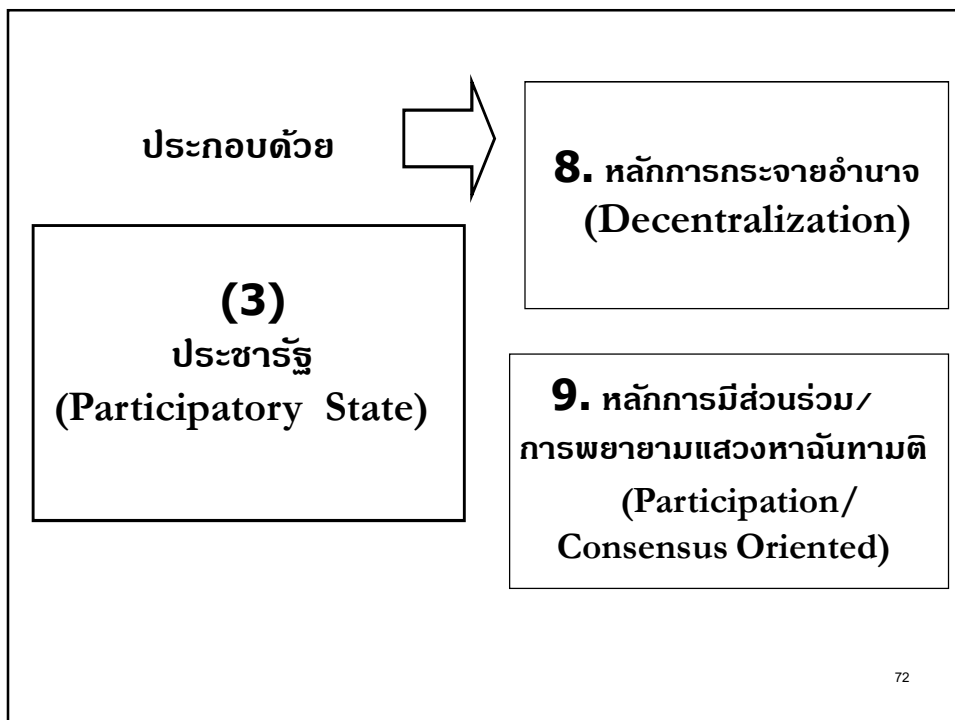 ประกอบด้วย
(3)
ประชารัฐ
(Participatory State)
8. หลักการกระจายอำนาจ
(Decentralization)
9. หลักการมีส่วนร่วม/
การพยายามแสวงหาฉันทามติ
(Participation/
Consensus Oriented)
72